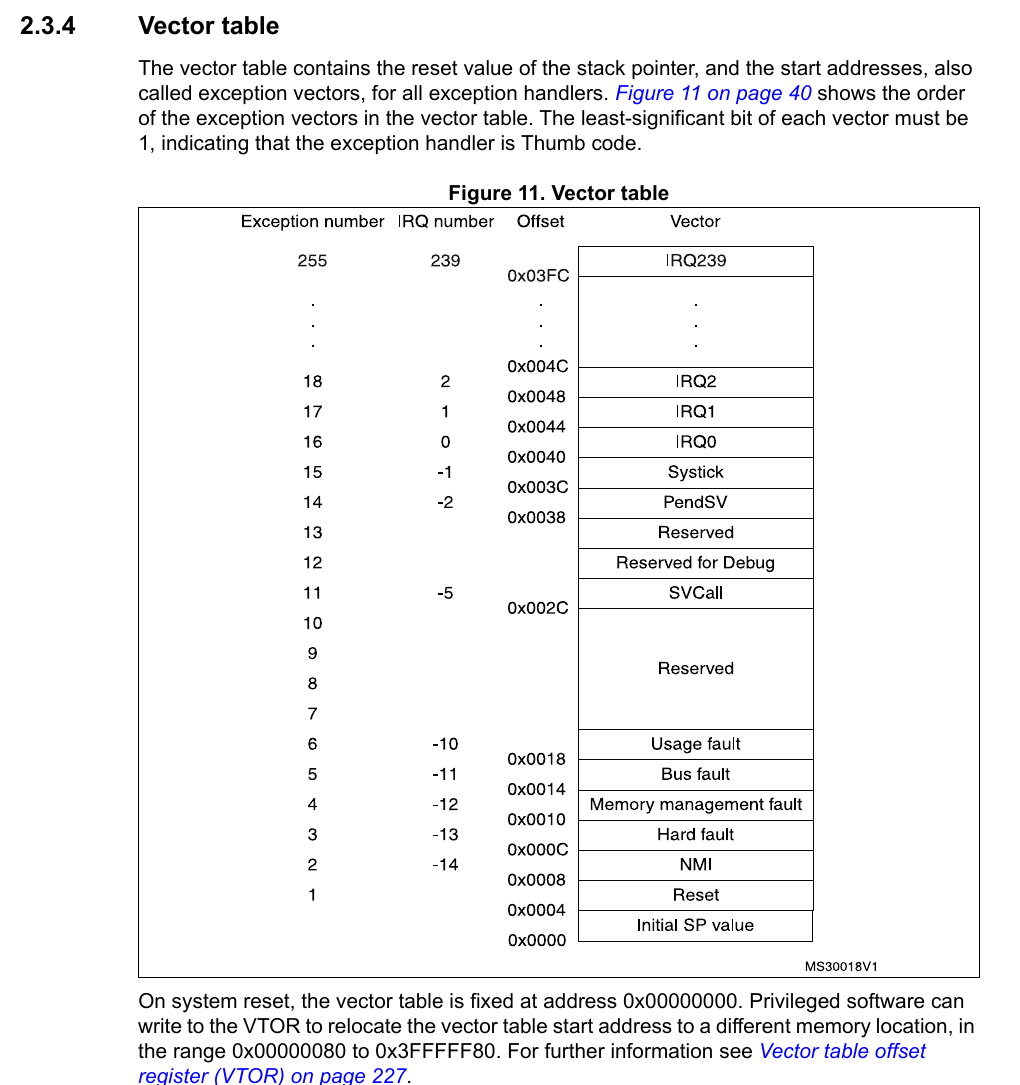 2.3.4 Vector table
The vector table contains the reset value of the stack pointer, and the start addresses, also
called exception vectors, for all exception handlers. Figure 11 on page 40 shows the order
of the exception vectors in the vector table. The least-significant bit of each vector must be
1, indicating that the exception handler is Thumb code.
Figure 11. Vector table
Exception number IRQ number Offset Vector
255 239 IRQ239
0x03FC
. . .
. . .
. . .
0x004C
18 2 IRQ2
0x0048
17 1 IRQ1
0x0044
16 0 IRQ0
0x0040
15 -1 Systick
0x003C
14 -2 PendSV
0x0038
13 Reserved
12 Reserved for Debug
11 -5 SVCall
0x002C
10
9
Reserved
8
7
6 -10 Usage fault
0x0018
5 -11 Bus fault
0x0014
4 -12 Memory management fault
0x0010
3 -13 Hard fault
0x000C
2 -14 NMI
0x0008
1 Reset
0x0004
Initial SP value
0x0000
MS30018V1
On system reset, the vector table is fixed at address 0x00000000. Privileged software can
write to the VTOR to relocate the vector table start address to a different memory location, in
the range 0x00000080 to 0x3FFFFF80. For further information see Vector table offset
register (VTOR) on page 227.